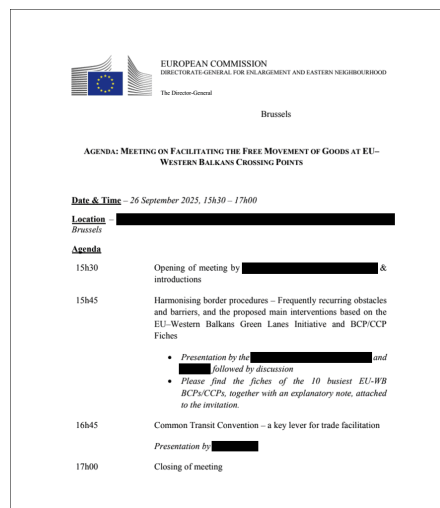 EUROPEAN COMMISSION
DIRECTORATE-GENERAL FOR ENLARGEMENT AND EASTERN NEIGHBOURHOOD
The Director-General
Brussels
AGENDA: MEETING ON FACILITATING THE FREE MOVEMENT OF GOODS AT EU–
WESTERN BALKANS CROSSING POINTS
Date & Time – 26 September 2025, 15h30 – 17h00
Location –
Brussels
Agenda
15h30 Opening of meeting by &
introductions
15h45 Harmonising border procedures – Frequently recurring obstacles
and barriers, and the proposed main interventions based on the
EU–Western Balkans Green Lanes Initiative and BCP/CCP
Fiches
• Presentation by the and
followed by discussion
• Please find the fiches of the 10 busiest EU-WB
BCPs/CCPs, together with an explanatory note, attached
to the invitation.
16h45 Common Transit Convention – a key lever for trade facilitation
Presentation by
17h00 Closing of meeting